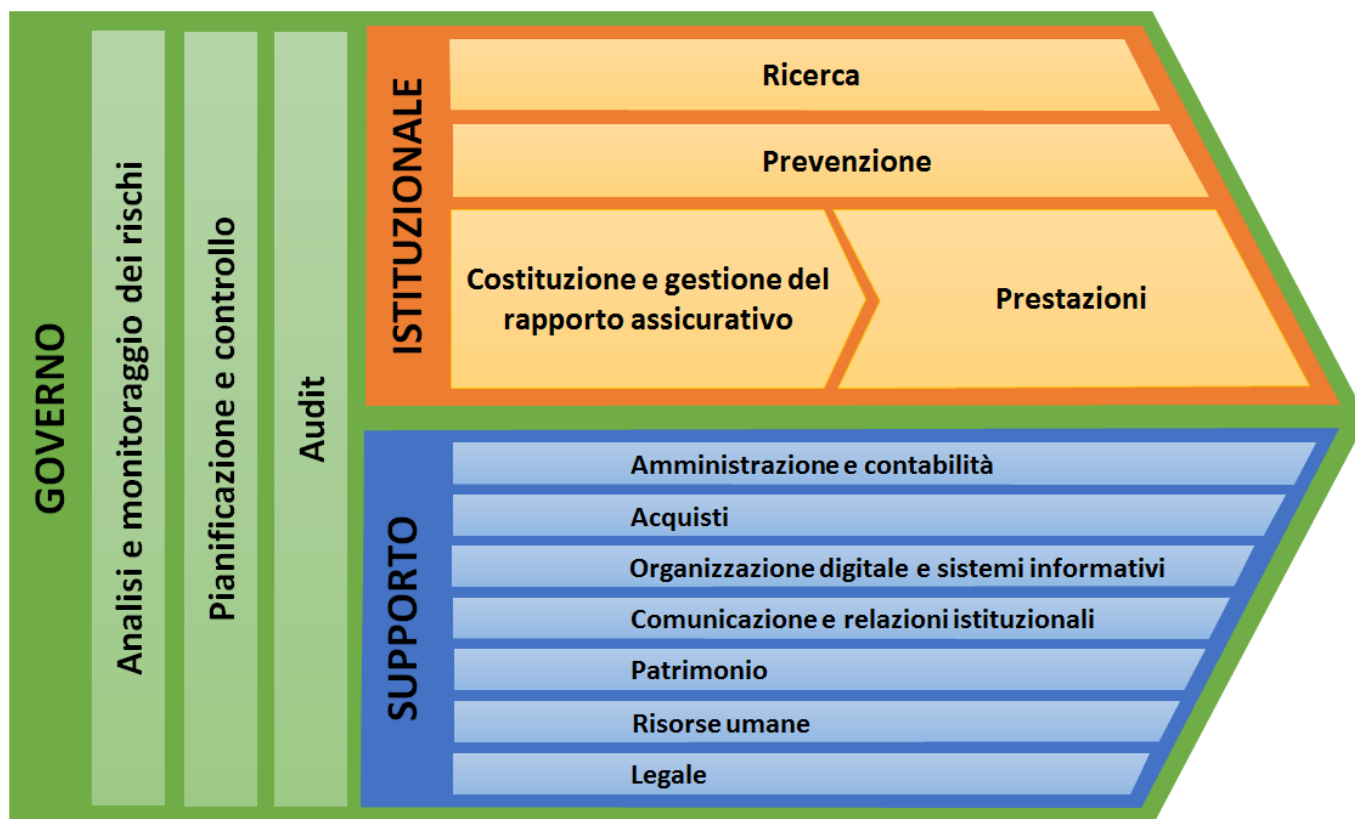 GOVERNO
Analisi e monitoraggio dei rischi
Pianificazione e controllo
Audit
ISTITUZIONALE
Ricerca
Prevenzione
Costituzione e gestione del
rapporto assicurativo
Prestazioni
SUPPORTO
Amministrazione e contabilità
Acquisti
Organizzazione digitale e sistemi informativi
Comunicazione e relazioni istituzionali
Patrimonio
Risorse umane
Legale